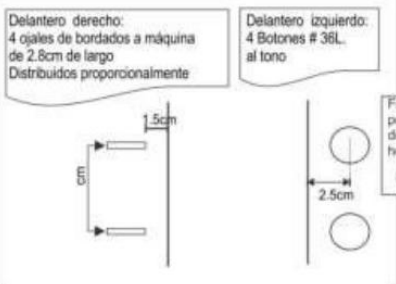 Delantero derecho:
4 ojales de bordados a máquina
de 2.8cm de largo
Distribuidos proporcionalmente
Delantero izquierdo:
4 Botones # 36L.
al tono
1.5cm
cm
2.5cm